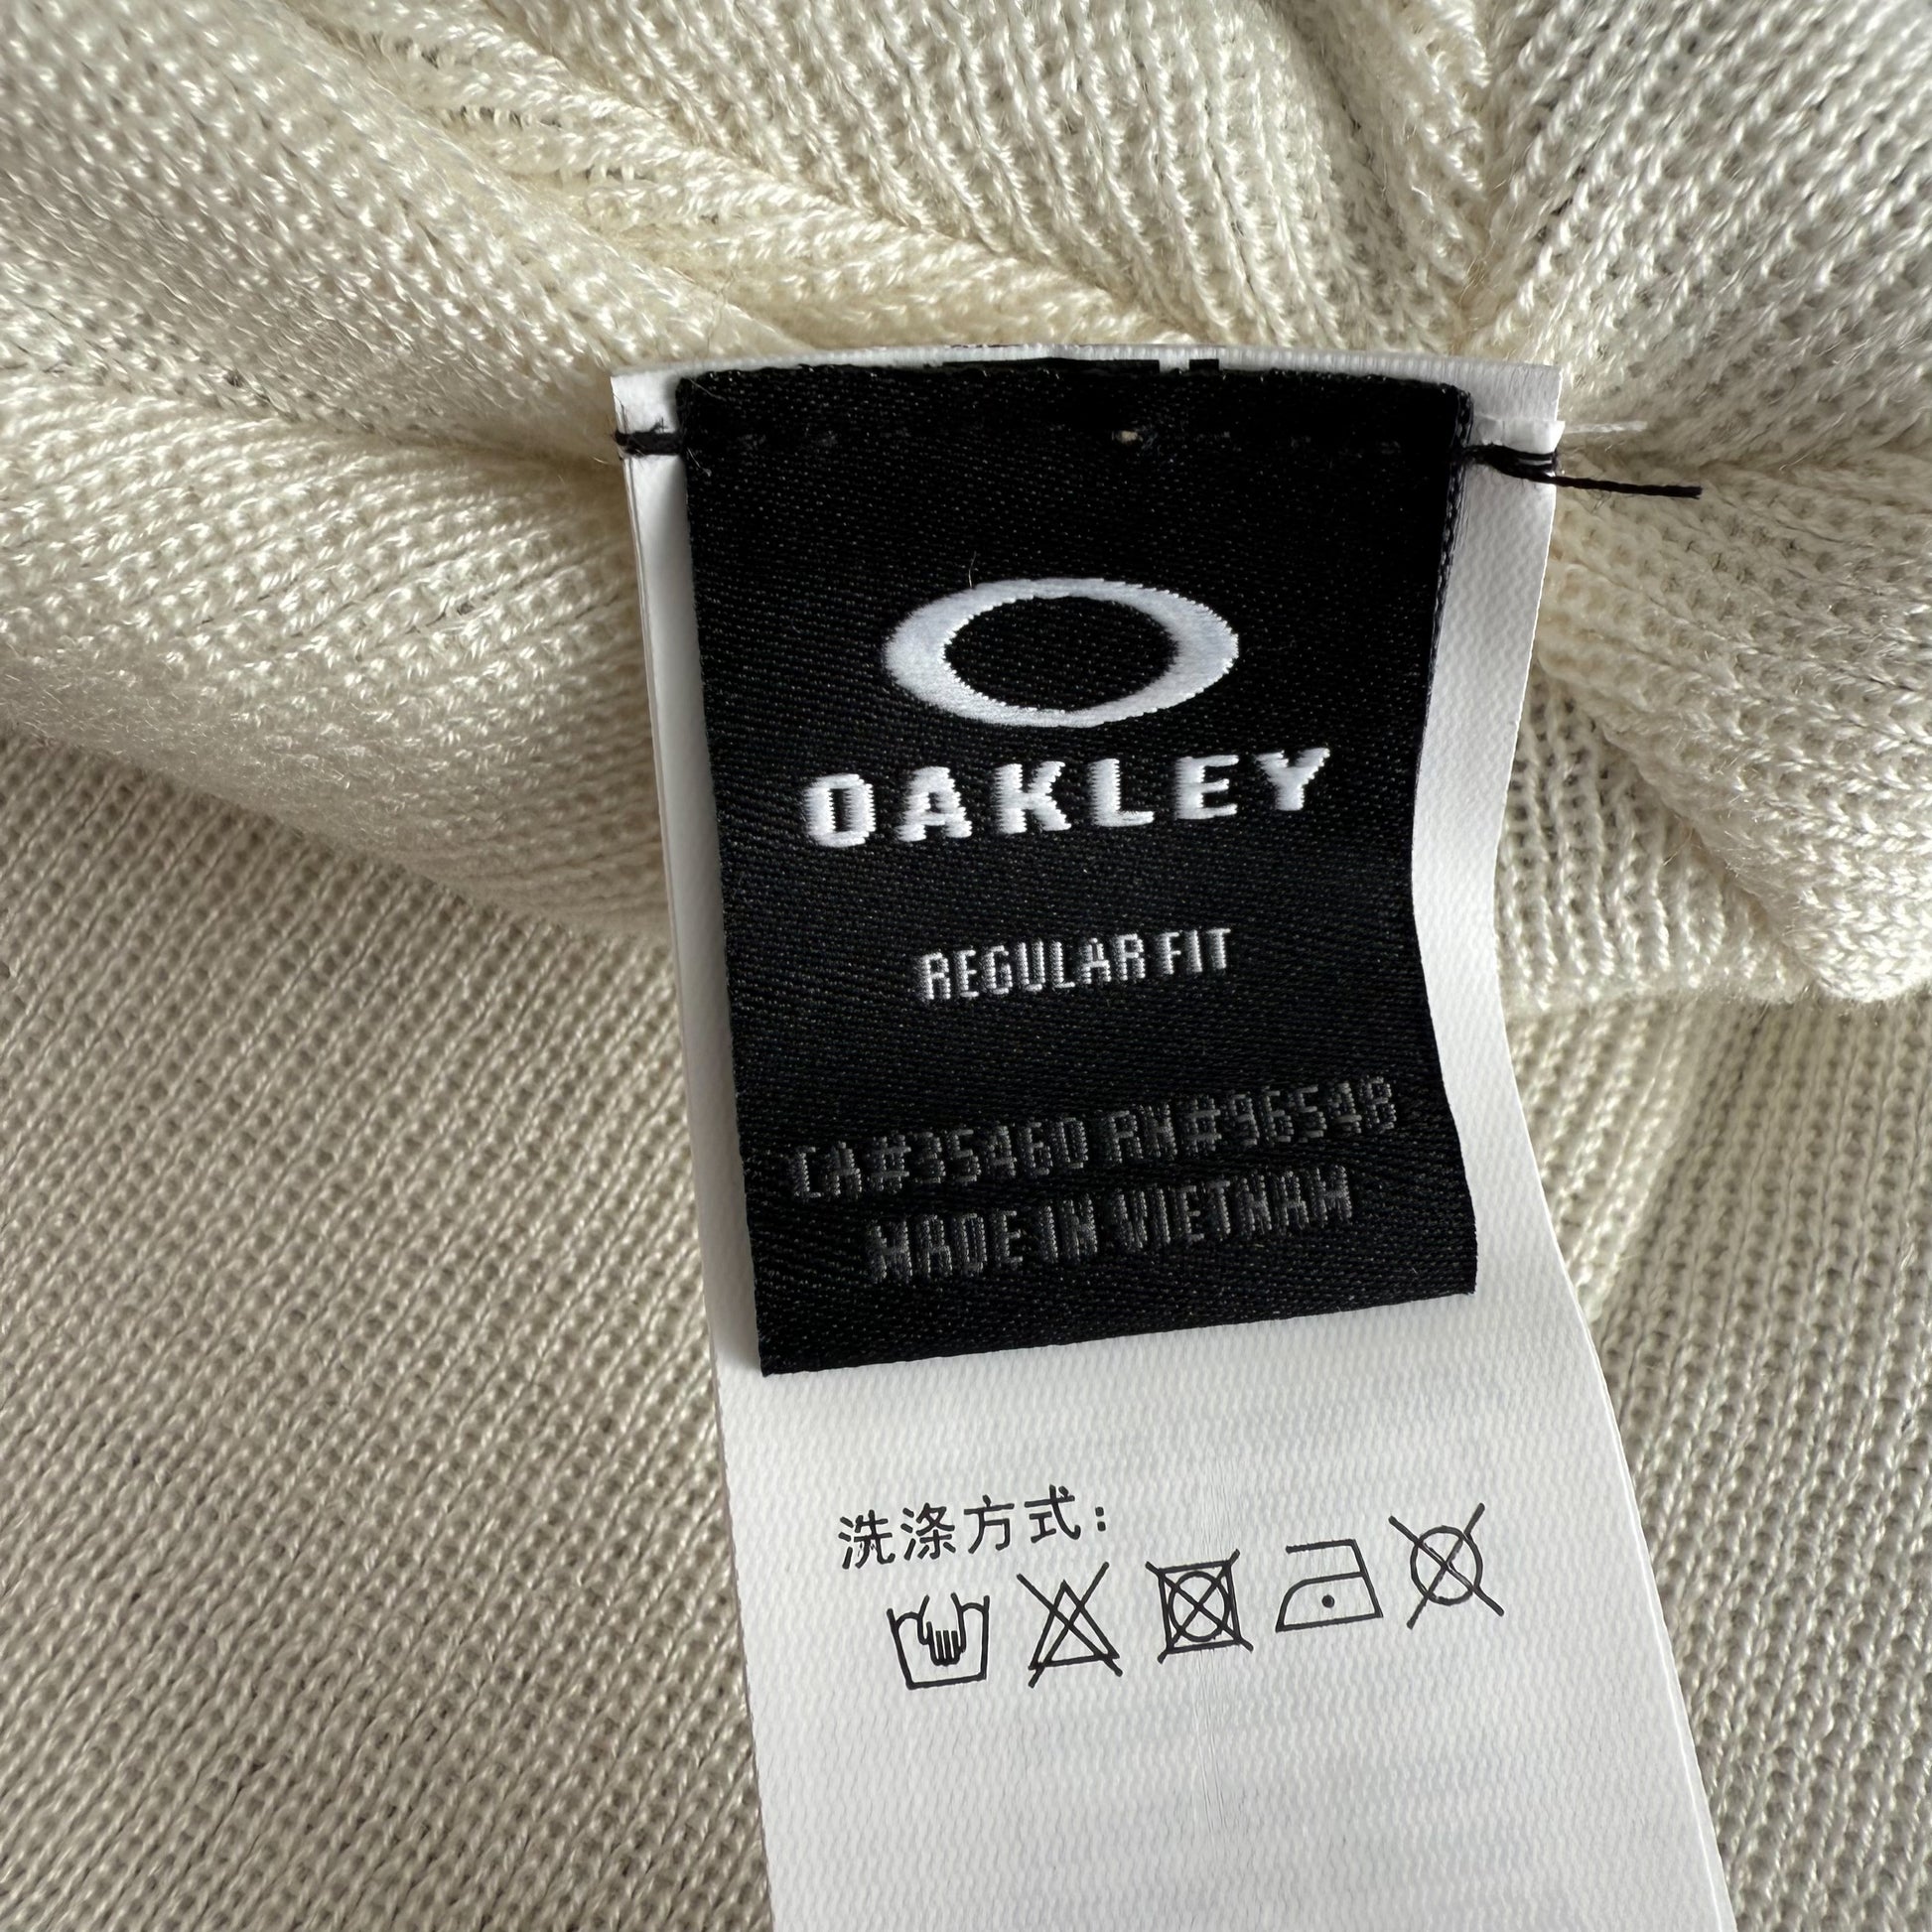 OAKLEY
REGULAR FIT
CA#35460 RN#96548
MADE IN VIETNAM
洗涤方式: